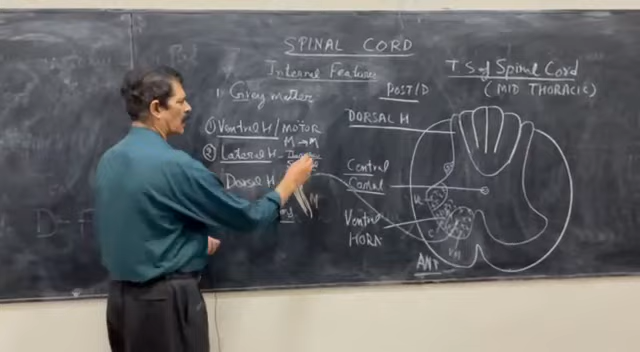 SPINAL CORD
Internal Features
1) Grey matter
① Ventral H/ MOTOR
M → M
② Lateral H -
Dorsal H
M
POST/D
DORSAL H
Central
Canal
Ventral
HORN
ANT
T S of Spinal Cord
(MID THORACIC)